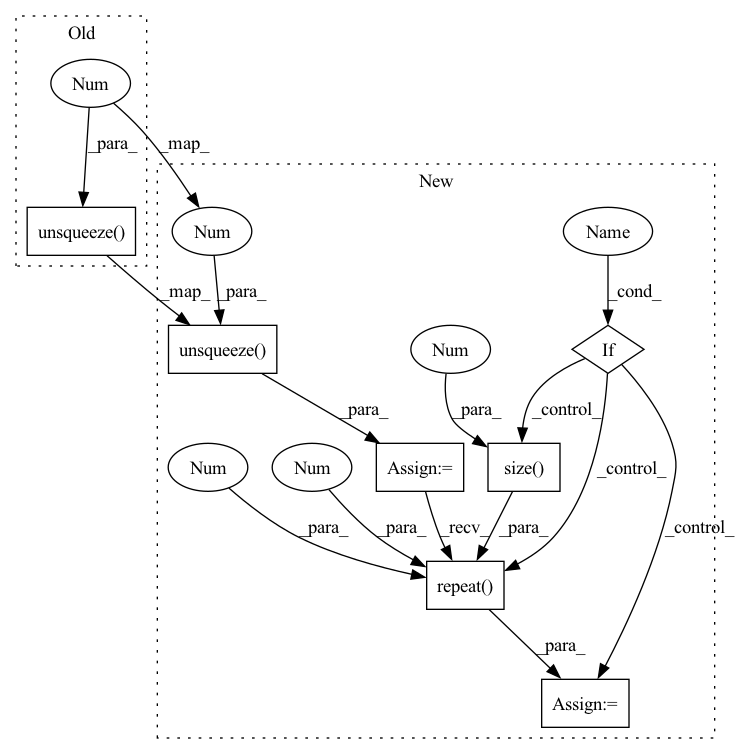 Old
Num
_para_
_map_
New
unsqueeze()
Num
Name
_map_
_para_
_cond_
unsqueeze()
Num
If
_para_
_para_
_control_
Num
Num
Assign:=
size()
_control_
_para_
_para_
_recv_
_para_
_control_
repeat()
_para_
Assign:=